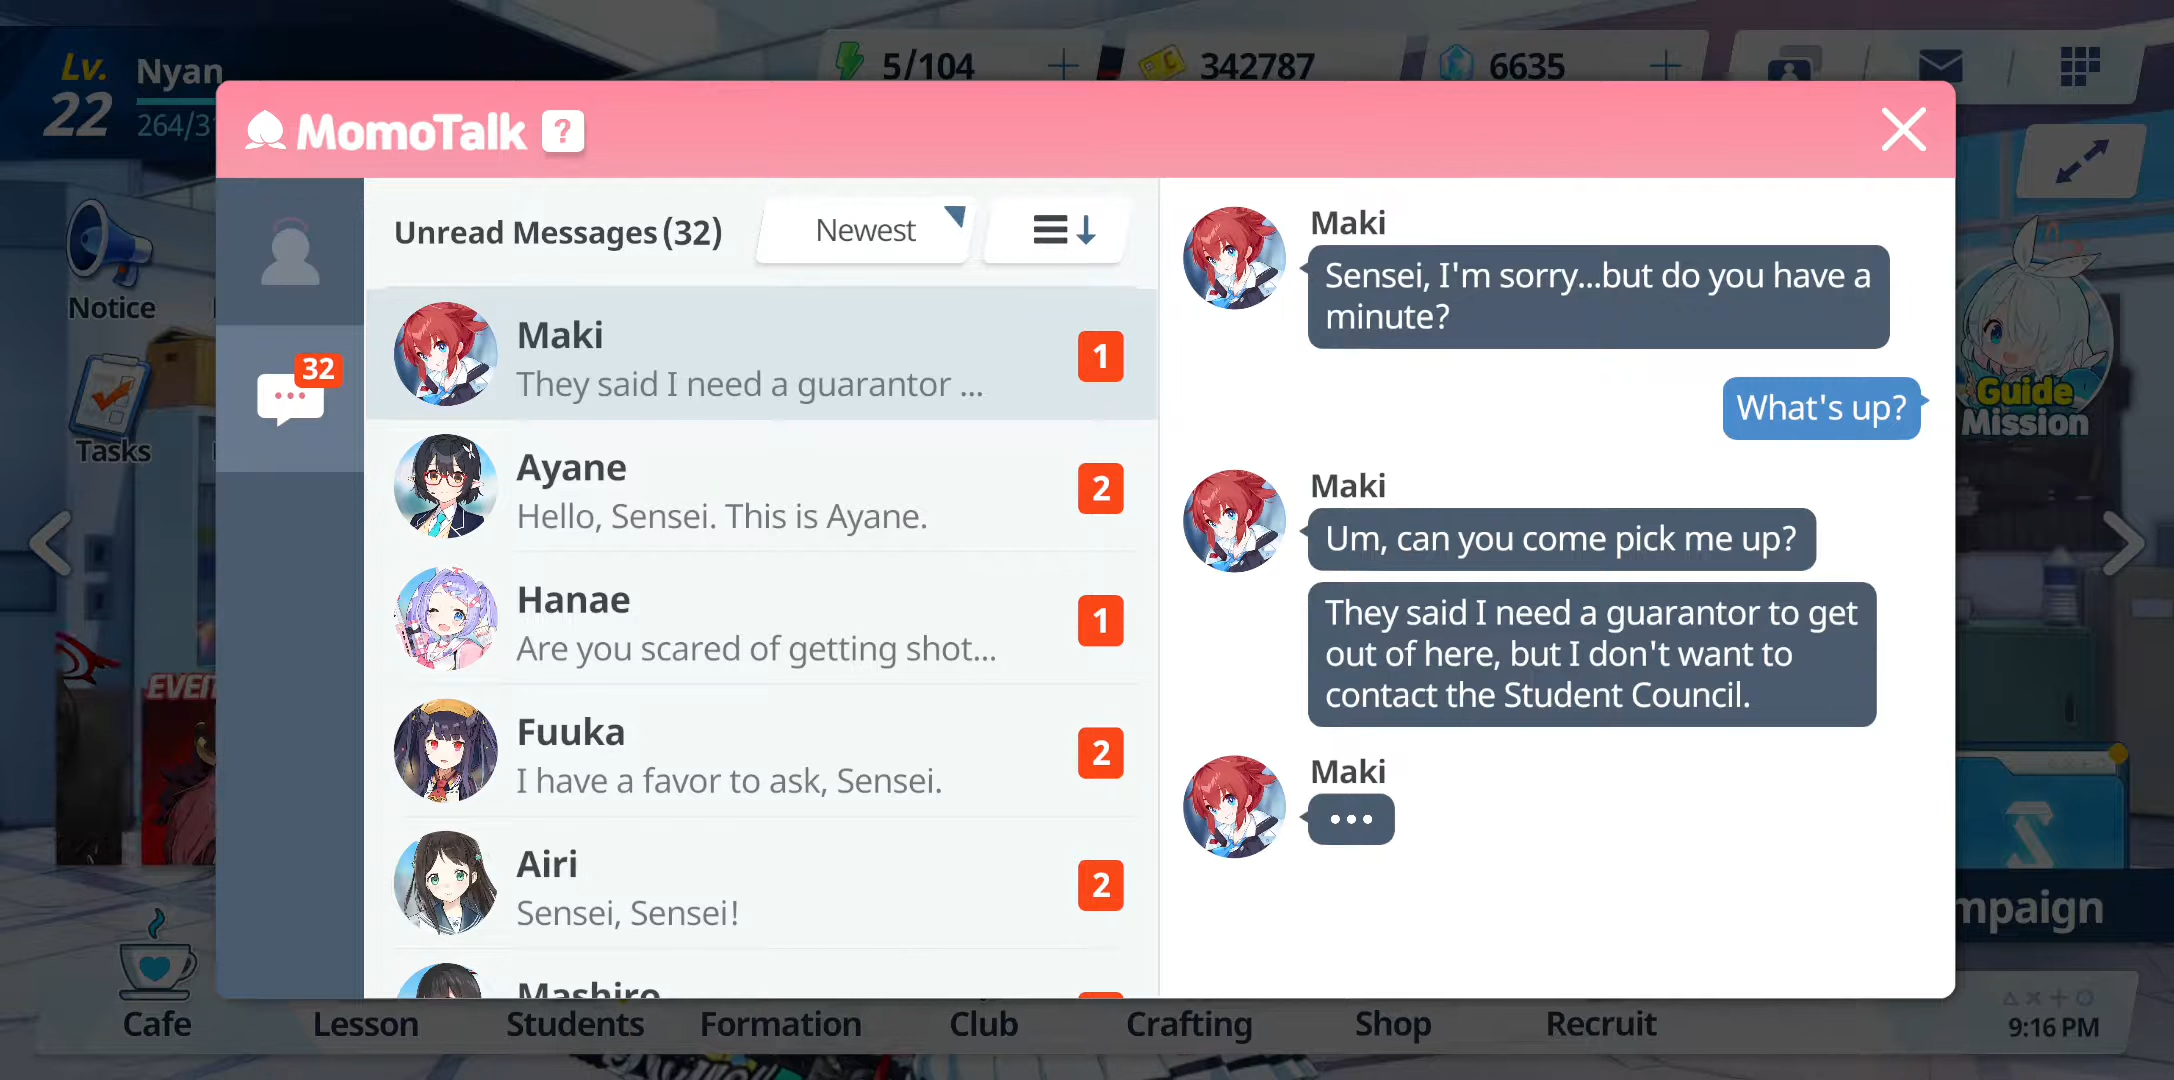 Lv.
22
Nyan
5/104
342787
6635
MomoTalk ?
Notice
Tasks
32
Unread Messages (32)
Newest
Maki
They said I need a guarantor ...
1
Ayane
Hello, Sensei. This is Ayane.
2
Hanae
Are you scared of getting shot...
1
Fuuka
I have a favor to ask, Sensei.
2
Airi
Sensei, Sensei!
2
Mashiro
Maki
Sensei, I'm sorry...but do you have a
minute?
What's up?
Maki
Um, can you come pick me up?
They said I need a guarantor to get
out of here, but I don't want to
contact the Student Council.
Maki
•••
Guide
Mission
mpaign
Cafe
Lesson
Students
Formation
Club
Crafting
Shop
Recruit
9:16 PM